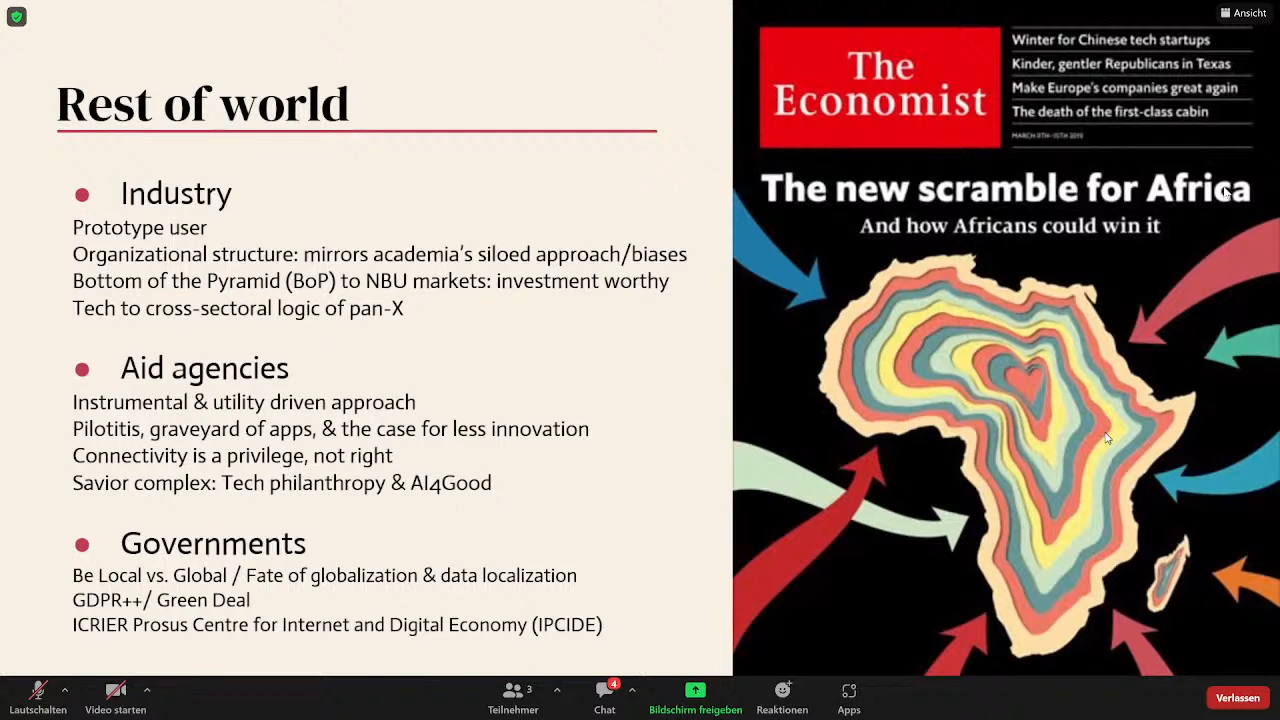 Ansicht
Rest of world
Industry
Prototype user
Organizational structure: mirrors academia's siloed approach/biases
Bottom of the Pyramid (BoP) to NBU markets: investment worthy
Tech to cross-sectoral logic of pan-X
Aid agencies
Instrumental & utility driven approach
Pilotitis, graveyard of apps, & the case for less innovation
Connectivity is a privilege, not right
Savior complex: Tech philanthropy & AI4Good
Governments
Be Local vs. Global / Fate of globalization & data localization
GDPR++/ Green Deal
ICRIER Prosus Centre for Internet and Digital Economy (IPCIDE)
The
Economist
Winter for Chinese tech startups
Kinder, gentler Republicans in Texas
Make Europe's companies great again
The death of the first-class cabin
MARCH 9TH-15TH 2019
The new scramble for Africa
And how Africans could win it
Lautschalten
Video starten
3
Teilnehmer
4
Chat
Bildschirm freigeben
Reaktionen
Apps
Verlassen